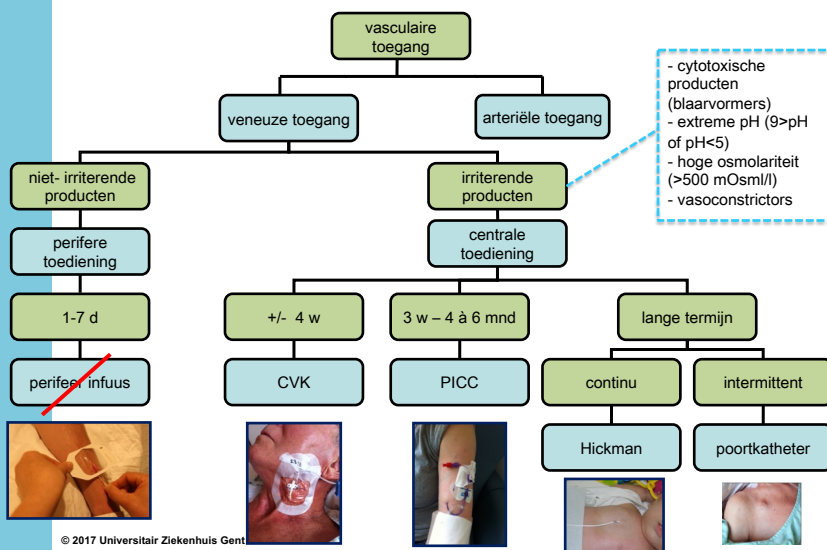 vasculaire
toegang
veneuze toegang
arteriële toegang
- cytotoxische
producten
(blaarvormers)
- extreme pH (9>pH
of pH<5)
- hoge osmolariteit
(>500 mOsml/l)
- vasoconstrictors
niet- irriterende
producten
irriterende
producten
perifere
toediening
centrale
toediening
1-7 d
+/- 4 w
3 w – 4 à 6 mnd
lange termijn
perifeer infuus
CVK
PICC
continu
intermittent
Hickman
poortkatheter
© 2017 Universitair Ziekenhuis Gent